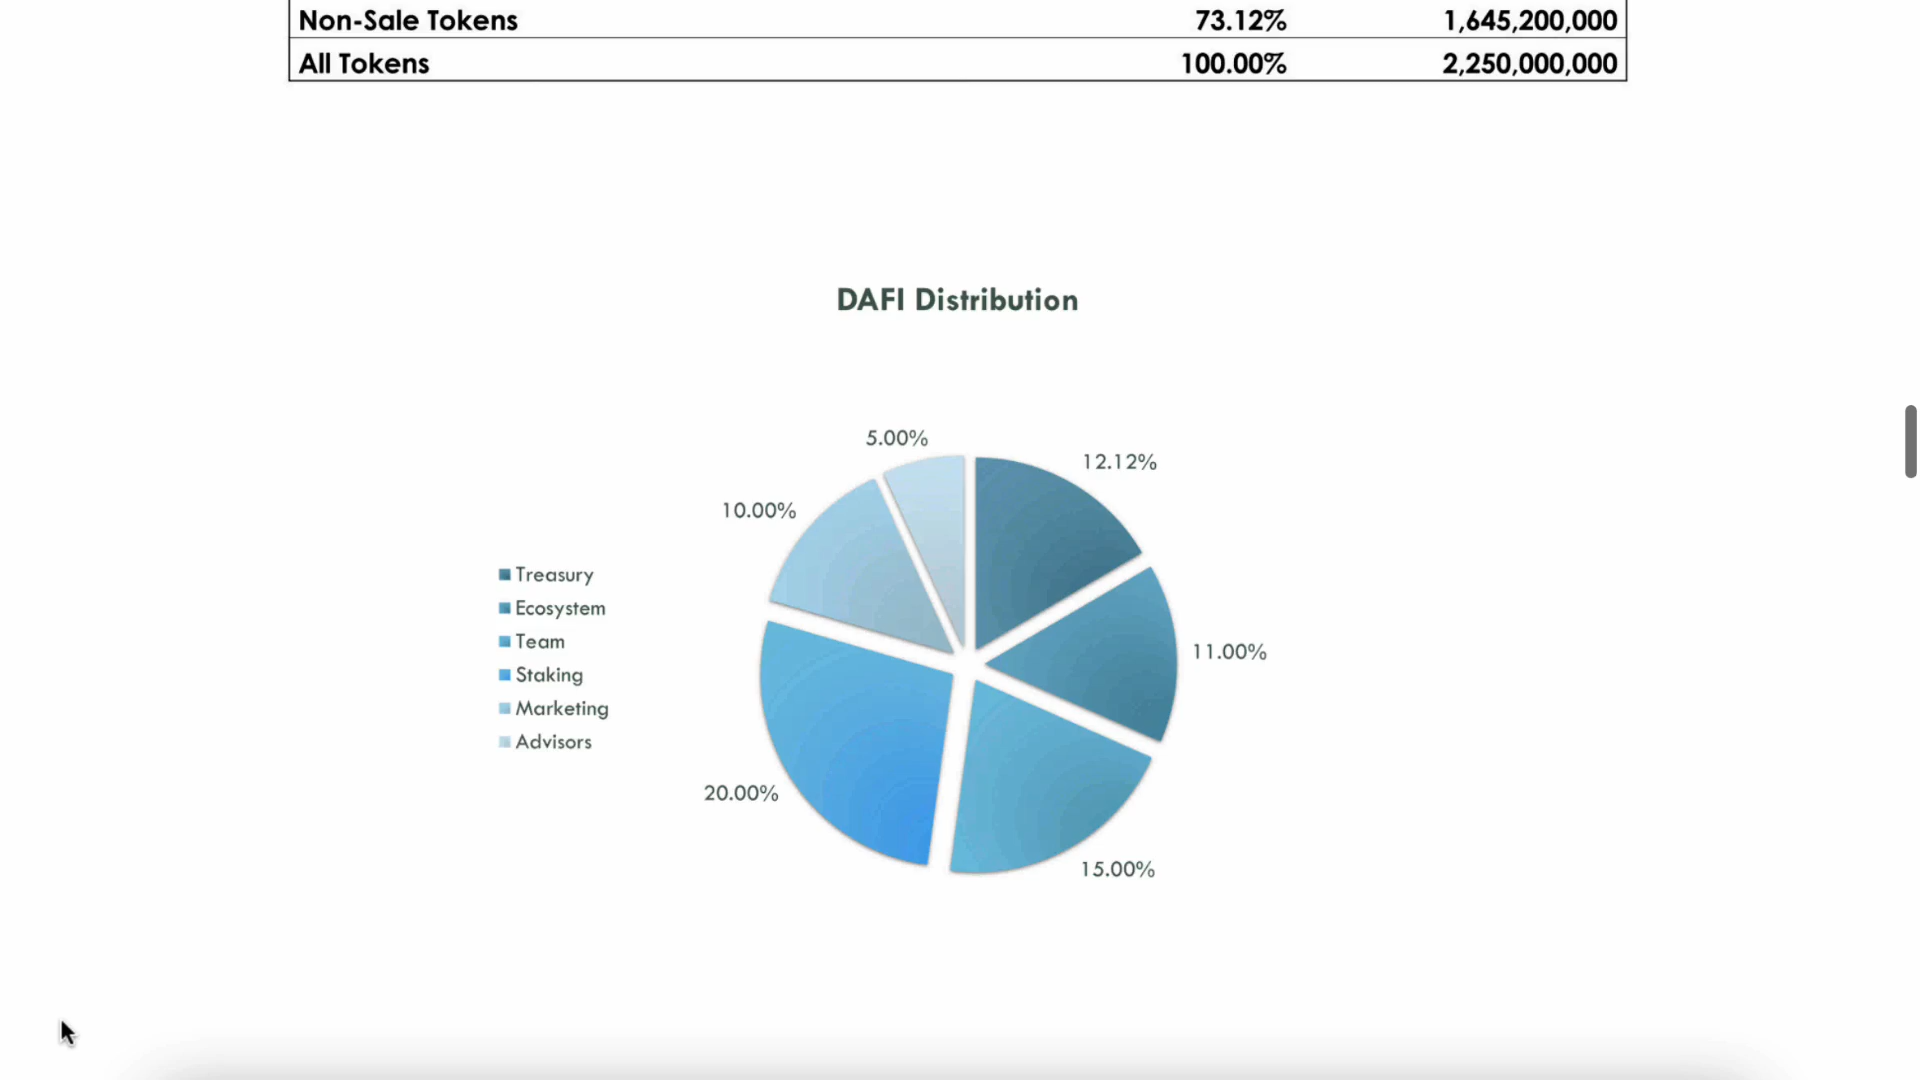 Non-Sale Tokens 73.12% 1,645,200,000
All Tokens 100.00% 2,250,000,000
DAFI Distribution
5.00%
12.12%
10.00%
Treasury
Ecosystem
Team
Staking
Marketing
Advisors
11.00%
20.00%
15.00%